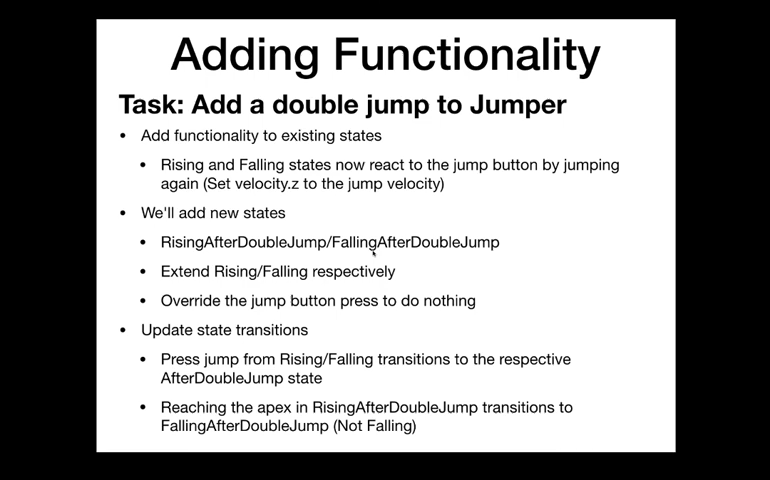 Adding Functionality
Task: Add a double jump to Jumper
• Add functionality to existing states
• Rising and Falling states now react to the jump button by jumping
again (Set velocity.z to the jump velocity)
• We'll add new states
• RisingAfterDoubleJump/FallingAfterDoubleJump
• Extend Rising/Falling respectively
• Override the jump button press to do nothing
• Update state transitions
• Press jump from Rising/Falling transitions to the respective
AfterDoubleJump state
• Reaching the apex in RisingAfterDoubleJump transitions to
FallingAfterDoubleJump (Not Falling)